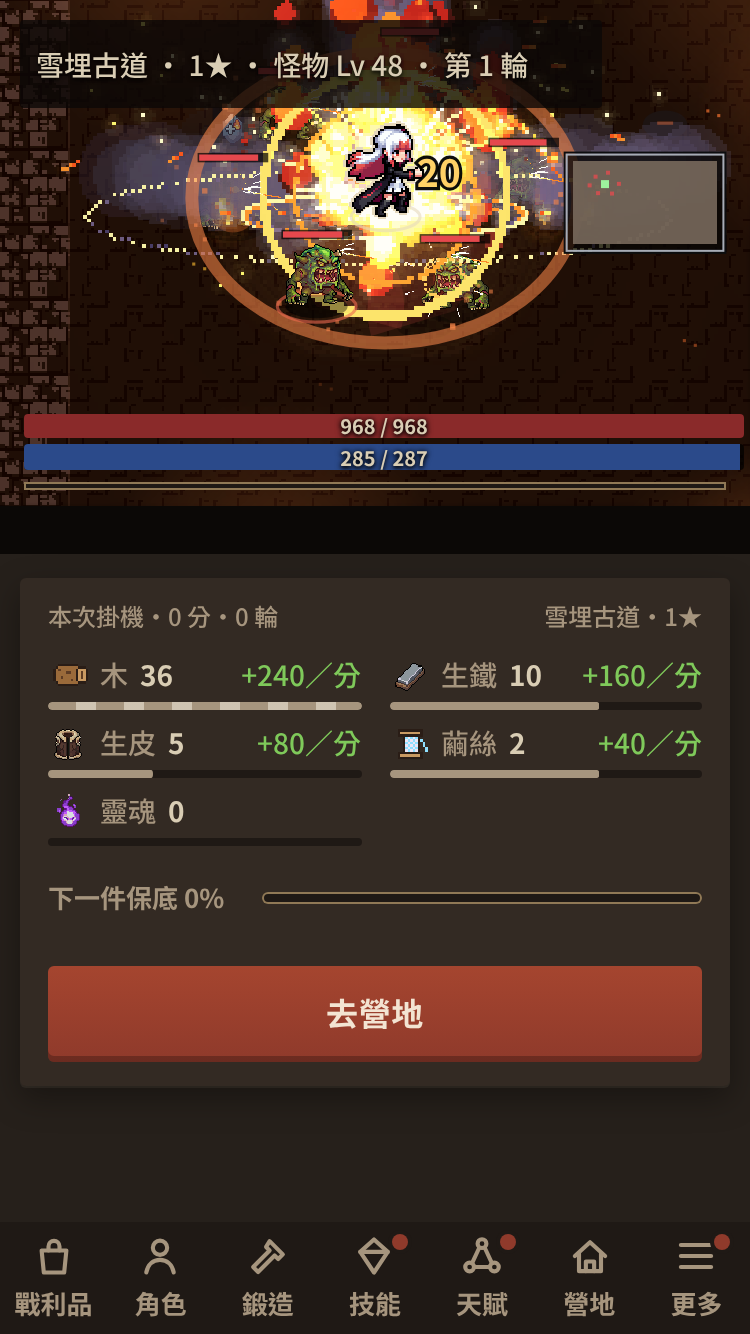 雪埋古道 • 1★ • 怪物 Lv 48 • 第 1 輪
20
968 / 968
285 / 287
本次掛機•0 分•0 輪
雪埋古道•1★
木 36 +240／分
生鐵 10 +160／分
生皮 5 +80／分
繭絲 2 +40／分
靈魂 0
下一件保底 0%
去營地
戰利品 角色 鍛造 技能 天賦 營地 更多